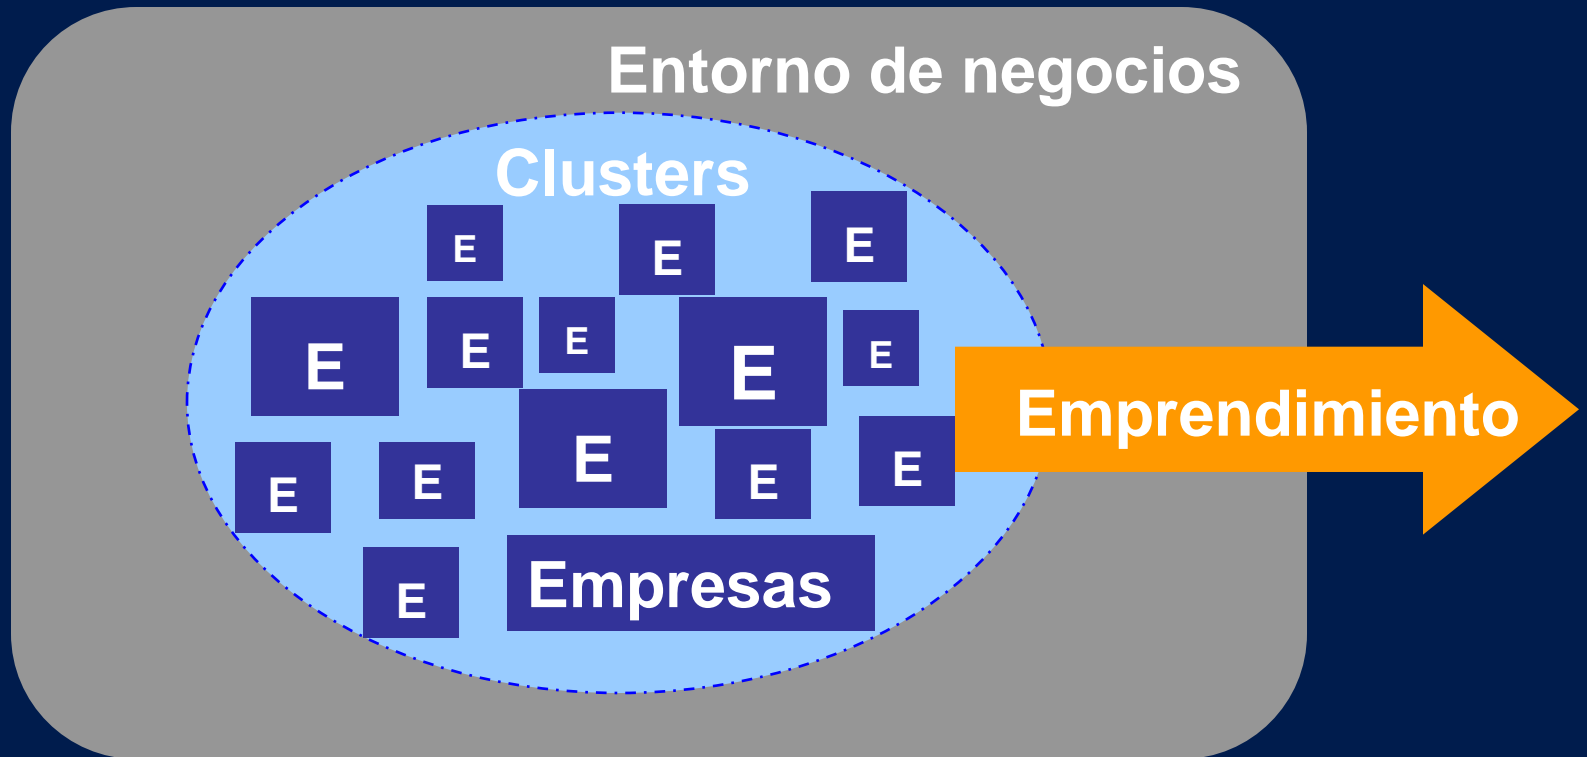 Entorno de negocios
Clusters
E E E
E E E E E
E
E E E E
E
Empresas
Emprendimiento